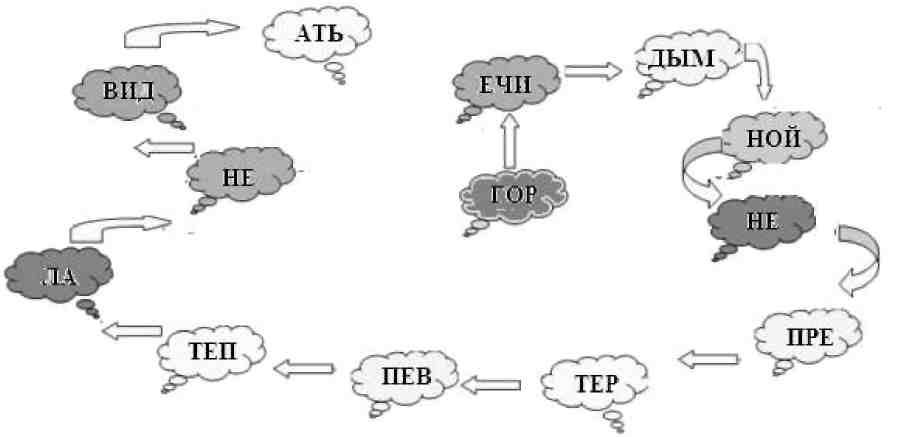 ГОР
ЕЧИ
ДЫМ
НОЙ
НЕ
ПРЕ
ТЕР
ПЕВ
ТЕП
ЛА
НЕ
ВИД
АТЬ